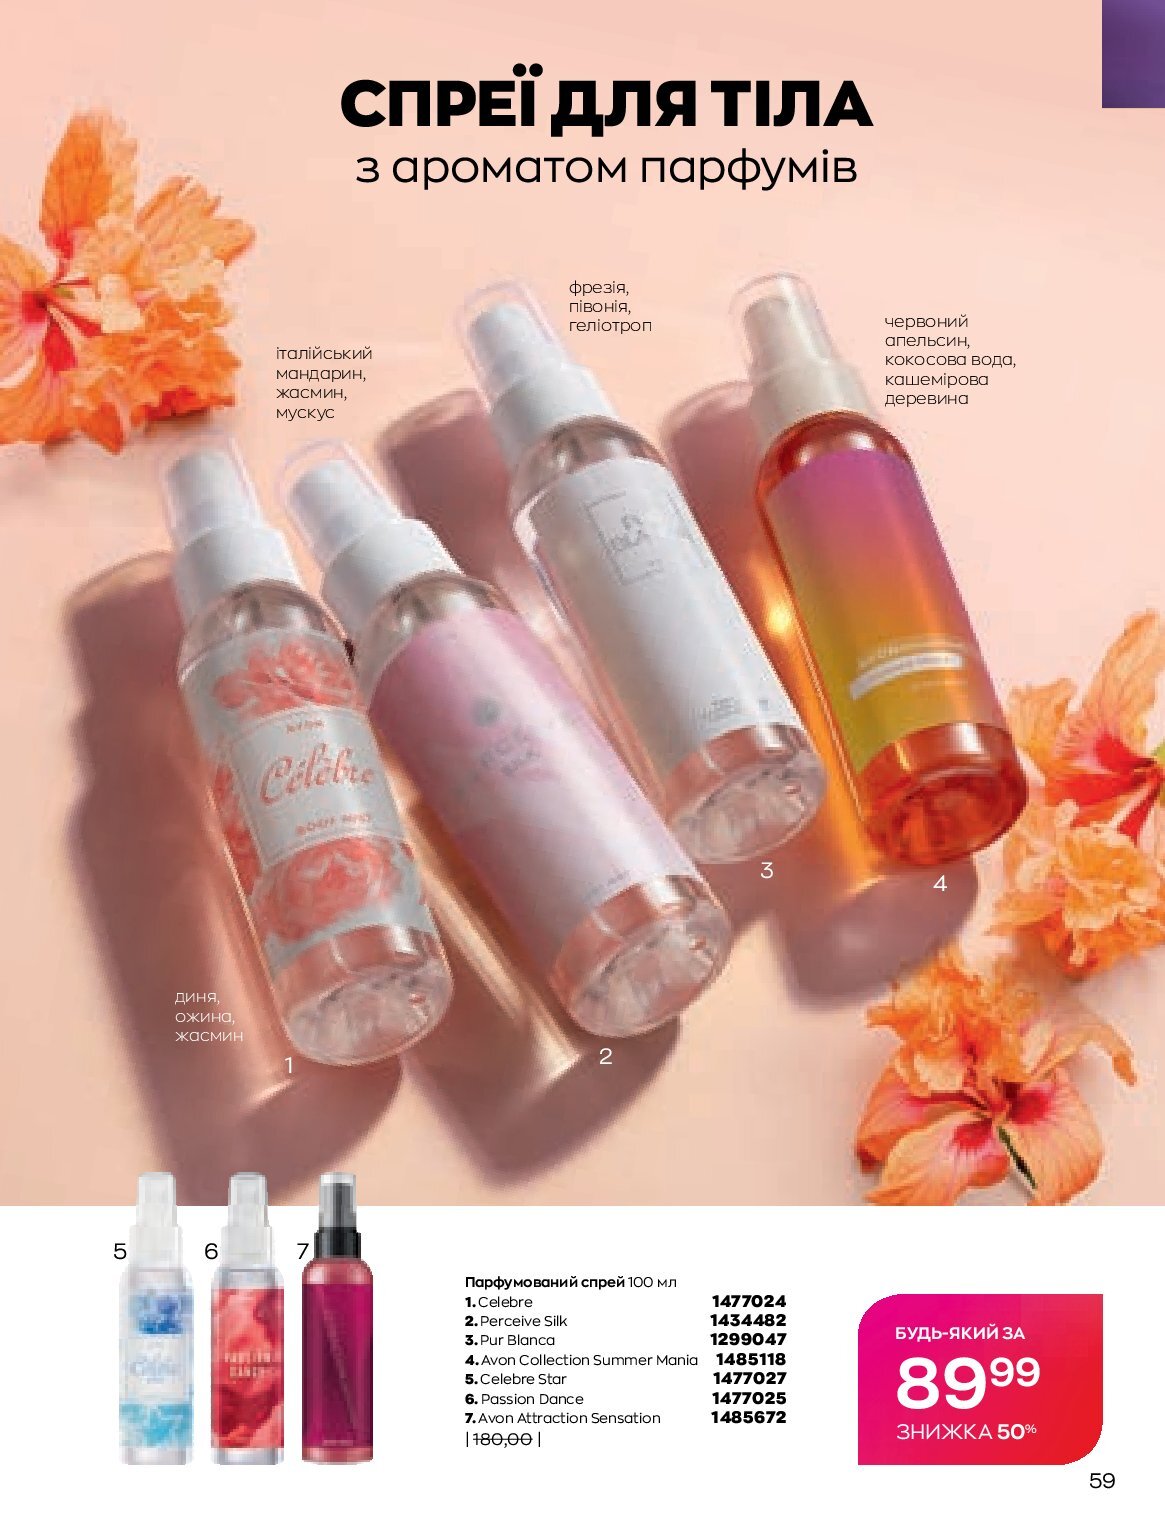 СПРЕЇ ДЛЯ ТІЛА
з ароматом парфумів
фрезія,
півонія,
геліотроп
червоний
апельсин,
кокосова вода,
кашемірова
деревина
італійський
мандарин,
жасмин,
мускус
Célèbre
3
4
диня,
ожина,
жасмин
1
2
5
6
7
PASSION
DANCE
Парфумований спрей 100 мл
1. Celebre 1477024
2. Perceive Silk 1434482
3. Pur Blanca 1299047
4. Avon Collection Summer Mania 1485118
5. Celebre Star 1477027
6. Passion Dance 1477025
7. Avon Attraction Sensation 1485672
| 180,00 |
БУДЬ-ЯКИЙ ЗА
89⁹⁹
ЗНИЖКА 50%
59